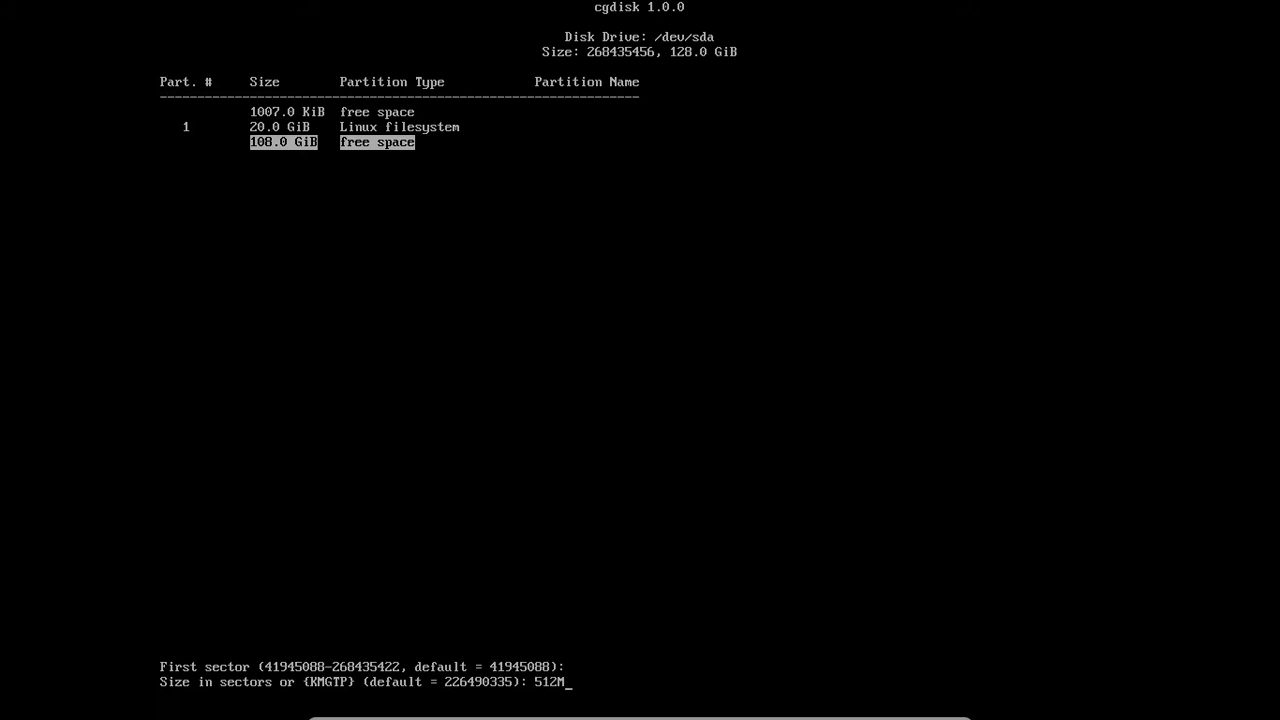 cgdisk 1.0.0
Disk Drive: /dev/sda
Size: 268435456, 128.0 GiB
Part. # Size Partition Type Partition Name
----------------------------------------------------------------
1007.0 KiB free space
1 20.0 GiB Linux filesystem
108.0 GiB free space
First sector (41945088-268435422, default = 41945088):
Size in sectors or {KMGTP} (default = 226490335): 512M_